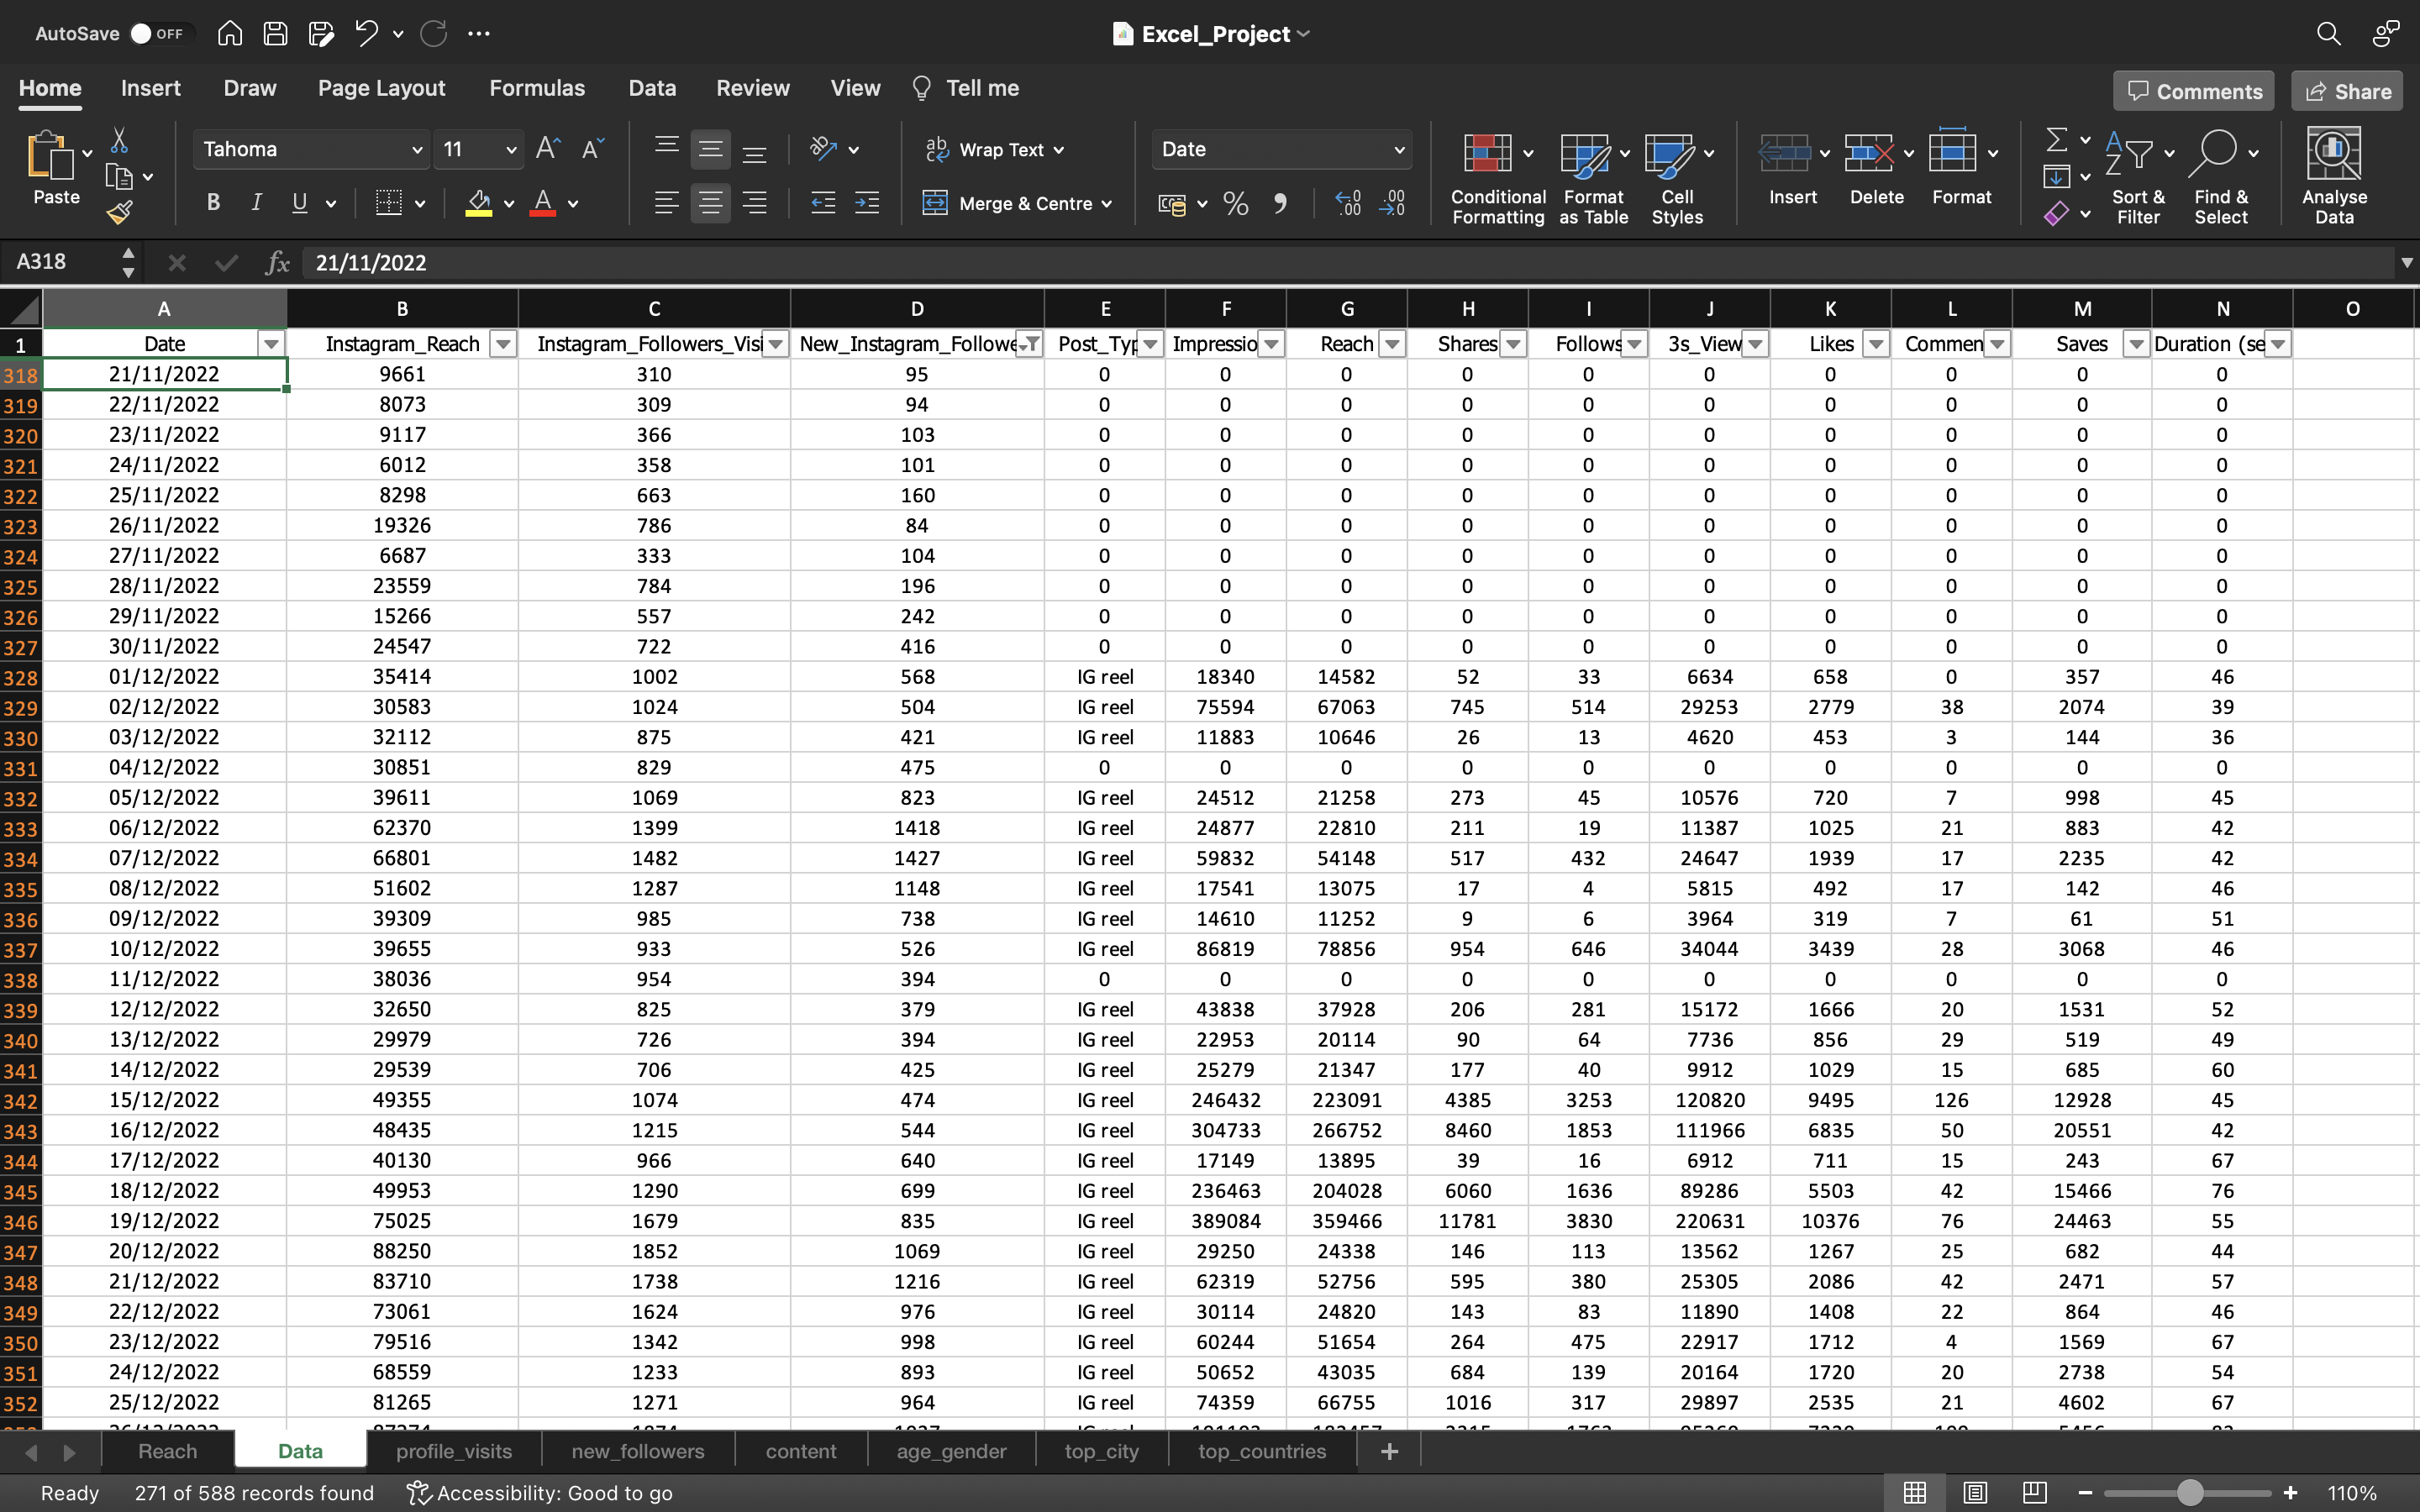 AutoSave OFF Excel_Project
Home Insert Draw Page Layout Formulas Data Review View Tell me Comments Share
Tahoma 11 Wrap Text Date
Paste B I U A Merge & Centre % Conditional Formatting Format as Table Cell Styles Insert Delete Format Sort & Filter Find & Select Analyse Data
A318 fx 21/11/2022
A B C D E F G H I J K L M N O
1 Date Instagram_Reach Instagram_Followers_Visi New_Instagram_Followe Post_Typ Impressio Reach Shares Follows 3s_View Likes Commen Saves Duration (se
318 21/11/2022 9661 310 95 0 0 0 0 0 0 0 0 0 0
319 22/11/2022 8073 309 94 0 0 0 0 0 0 0 0 0 0
320 23/11/2022 9117 366 103 0 0 0 0 0 0 0 0 0 0
321 24/11/2022 6012 358 101 0 0 0 0 0 0 0 0 0 0
322 25/11/2022 8298 663 160 0 0 0 0 0 0 0 0 0 0
323 26/11/2022 19326 786 84 0 0 0 0 0 0 0 0 0 0
324 27/11/2022 6687 333 104 0 0 0 0 0 0 0 0 0 0
325 28/11/2022 23559 784 196 0 0 0 0 0 0 0 0 0 0
326 29/11/2022 15266 557 242 0 0 0 0 0 0 0 0 0 0
327 30/11/2022 24547 722 416 0 0 0 0 0 0 0 0 0 0
328 01/12/2022 35414 1002 568 IG reel 18340 14582 52 33 6634 658 0 357 46
329 02/12/2022 30583 1024 504 IG reel 75594 67063 745 514 29253 2779 38 2074 39
330 03/12/2022 32112 875 421 IG reel 11883 10646 26 13 4620 453 3 144 36
331 04/12/2022 30851 829 475 0 0 0 0 0 0 0 0 0 0
332 05/12/2022 39611 1069 823 IG reel 24512 21258 273 45 10576 720 7 998 45
333 06/12/2022 62370 1399 1418 IG reel 24877 22810 211 19 11387 1025 21 883 42
334 07/12/2022 66801 1482 1427 IG reel 59832 54148 517 432 24647 1939 17 2235 42
335 08/12/2022 51602 1287 1148 IG reel 17541 13075 17 4 5815 492 17 142 46
336 09/12/2022 39309 985 738 IG reel 14610 11252 9 6 3964 319 7 61 51
337 10/12/2022 39655 933 526 IG reel 86819 78856 954 646 34044 3439 28 3068 46
338 11/12/2022 38036 954 394 0 0 0 0 0 0 0 0 0 0
339 12/12/2022 32650 825 379 IG reel 43838 37928 206 281 15172 1666 20 1531 52
340 13/12/2022 29979 726 394 IG reel 22953 20114 90 64 7736 856 29 519 49
341 14/12/2022 29539 706 425 IG reel 25279 21347 177 40 9912 1029 15 685 60
342 15/12/2022 49355 1074 474 IG reel 246432 223091 4385 3253 120820 9495 126 12928 45
343 16/12/2022 48435 1215 544 IG reel 304733 266752 8460 1853 111966 6835 50 20551 42
344 17/12/2022 40130 966 640 IG reel 17149 13895 39 16 6912 711 15 243 67
345 18/12/2022 49953 1290 699 IG reel 236463 204028 6060 1636 89286 5503 42 15466 76
346 19/12/2022 75025 1679 835 IG reel 389084 359466 11781 3830 220631 10376 76 24463 55
347 20/12/2022 88250 1852 1069 IG reel 29250 24338 146 113 13562 1267 25 682 44
348 21/12/2022 83710 1738 1216 IG reel 62319 52756 595 380 25305 2086 42 2471 57
349 22/12/2022 73061 1624 976 IG reel 30114 24820 143 83 11890 1408 22 864 46
350 23/12/2022 79516 1342 998 IG reel 60244 51654 264 475 22917 1712 4 1569 67
351 24/12/2022 68559 1233 893 IG reel 50652 43035 684 139 20164 1720 20 2738 54
352 25/12/2022 81265 1271 964 IG reel 74359 66755 1016 317 29897 2535 21 4602 67
Reach Data profile_visits new_followers content age_gender top_city top_countries +
Ready 271 of 588 records found Accessibility: Good to go 110%